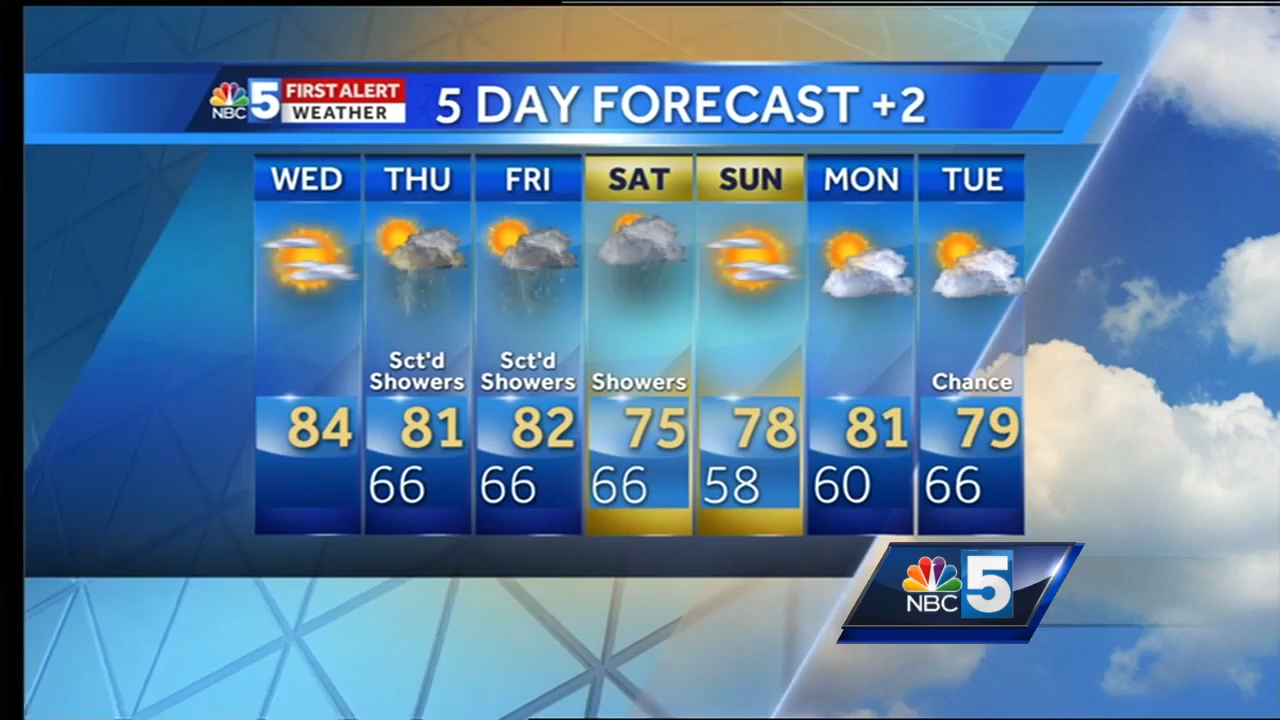 NBC 5 FIRST ALERT WEATHER
5 DAY FORECAST +2
WED THU FRI SAT SUN MON TUE
Sct'd Showers Sct'd Showers Showers Chance
84 81 82 75 78 81 79
66 66 66 58 60 66
NBC 5